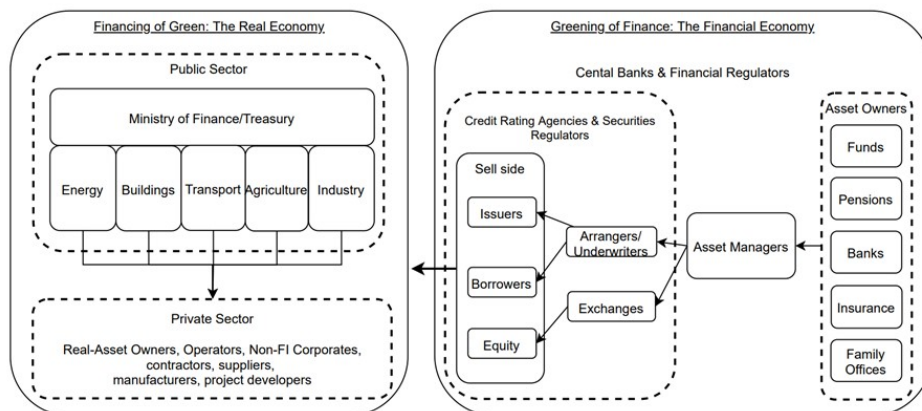 Financing of Green: The Real Economy
Public Sector
Ministry of Finance/Treasury
Energy
Buildings
Transport
Agriculture
Industry
Private Sector
Real-Asset Owners, Operators, Non-FI Corporates,
contractors, suppliers,
manufacturers, project developers
Greening of Finance: The Financial Economy
Cental Banks & Financial Regulators
Credit Rating Agencies & Securities
Regulators
Sell side
Issuers
Borrowers
Equity
Arrangers/
Underwriters
Exchanges
Asset Managers
Asset Owners
Funds
Pensions
Banks
Insurance
Family
Offices